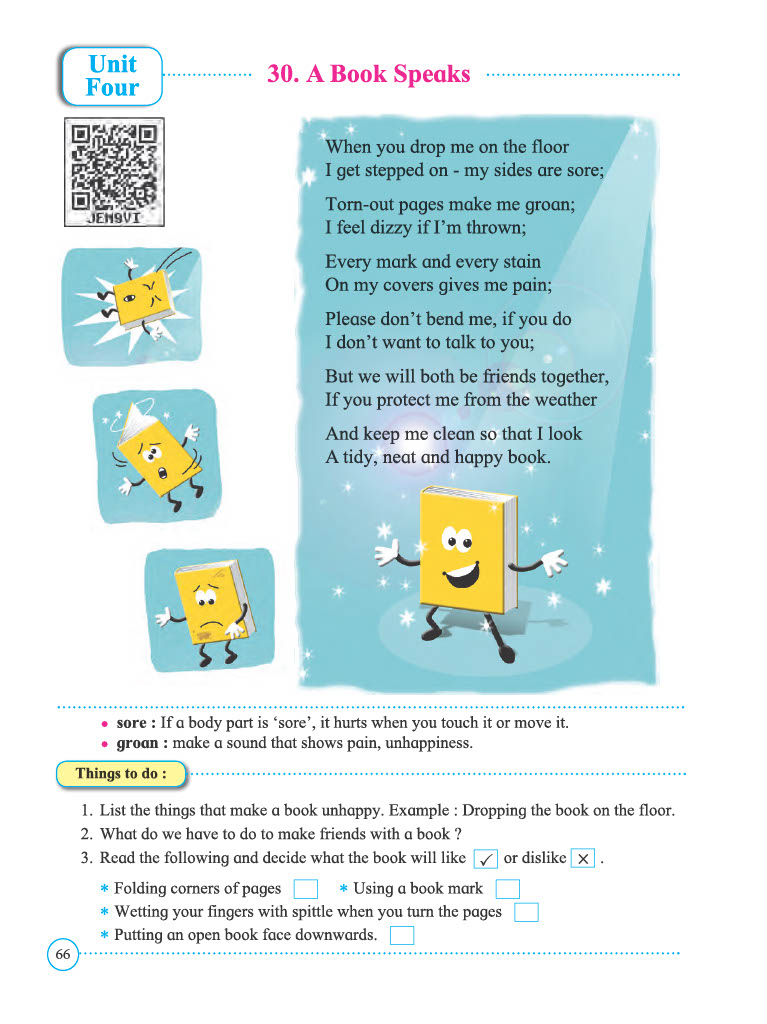 Unit
Four
30. A Book Speaks
JEM9VI
When you drop me on the floor
I get stepped on - my sides are sore;
Torn-out pages make me groan;
I feel dizzy if I'm thrown;
Every mark and every stain
On my covers gives me pain;
Please don't bend me, if you do
I don't want to talk to you;
But we will both be friends together,
If you protect me from the weather
And keep me clean so that I look
A tidy, neat and happy book.
• sore : If a body part is 'sore', it hurts when you touch it or move it.
• groan : make a sound that shows pain, unhappiness.
Things to do :
1. List the things that make a book unhappy. Example : Dropping the book on the floor.
2. What do we have to do to make friends with a book ?
3. Read the following and decide what the book will like ✓ or dislike × .
* Folding corners of pages * Using a book mark
* Wetting your fingers with spittle when you turn the pages
* Putting an open book face downwards.
66